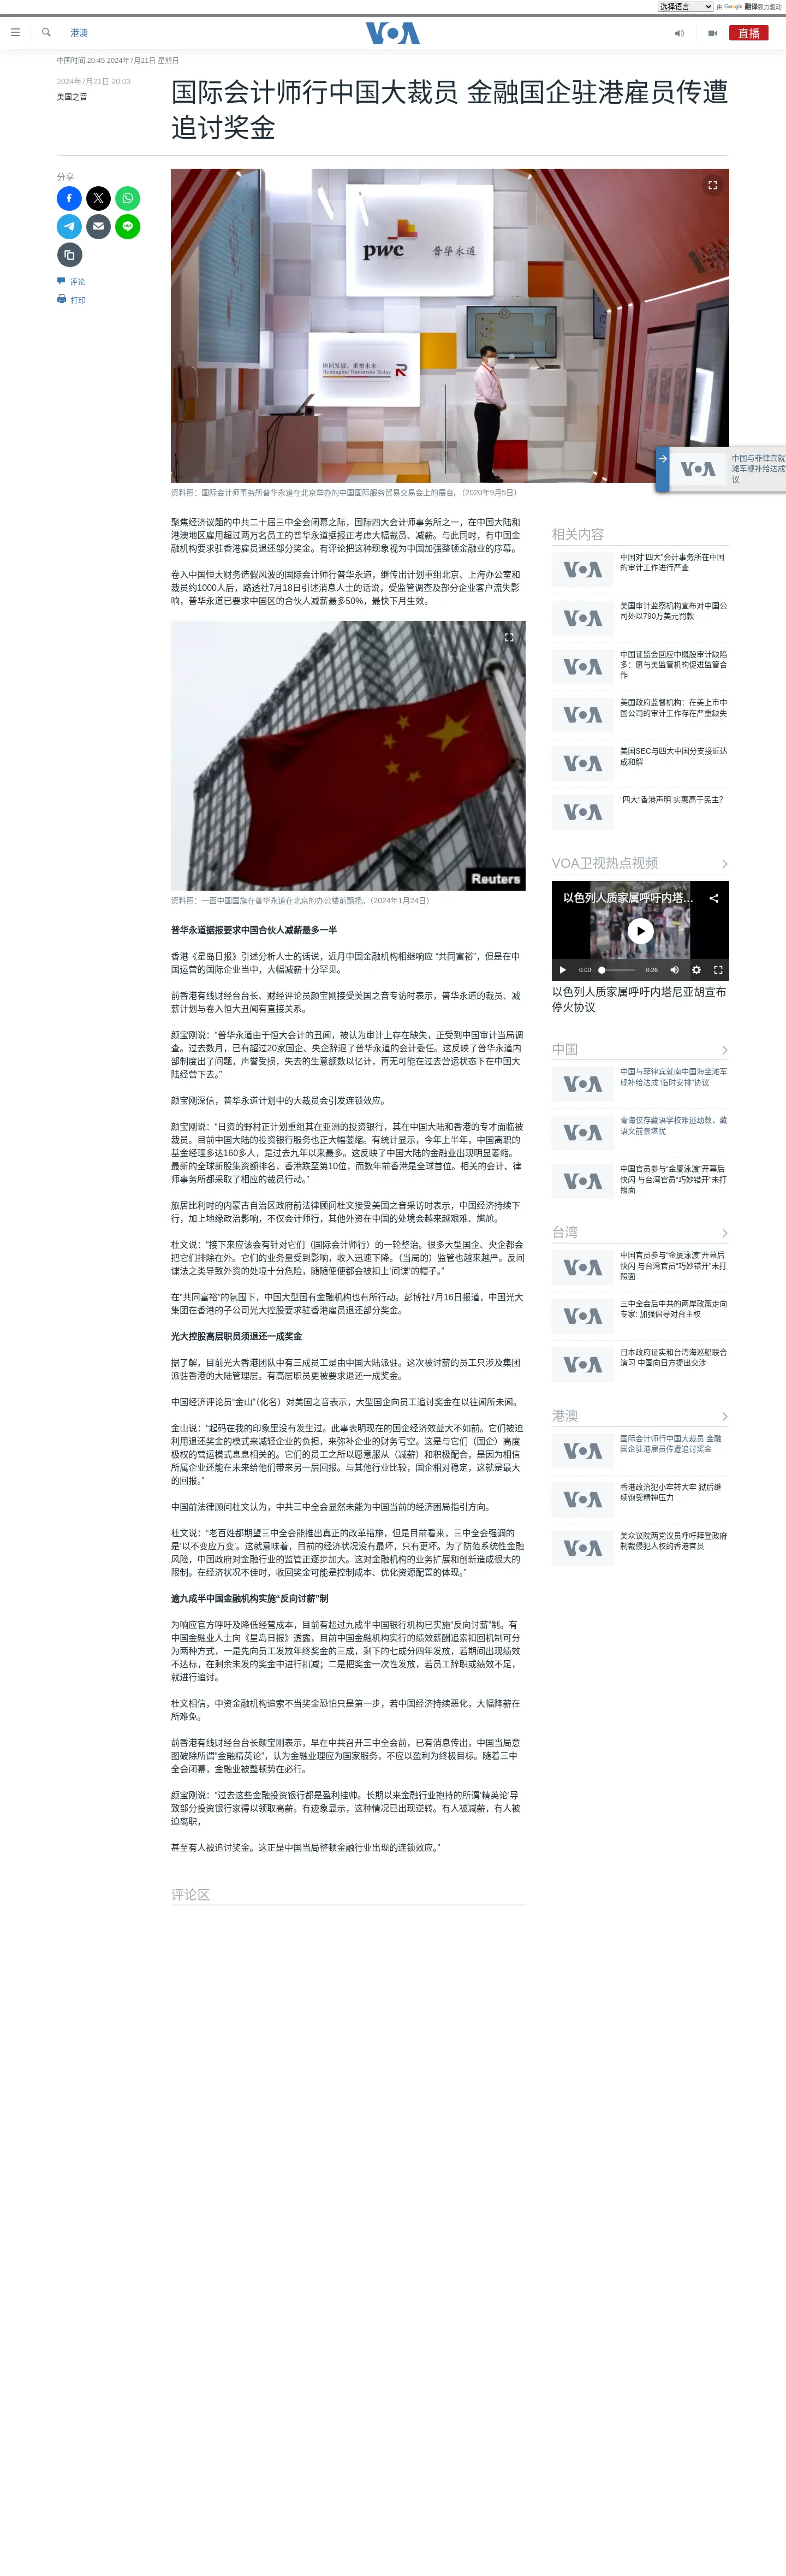 选择语言
由 Google 翻译强力驱动
港澳
VOA
直播
中国时间 20:45 2024年7月21日 星期日
2024年7月21日 20:03
美国之音
国际会计师行中国大裁员 金融国企驻港雇员传遭
追讨奖金
分享
评论
打印
pwc
普华永道
协同发展，重塑未来
Reimagine Tomorrow Today
资料照：国际会计师事务所普华永道在北京举办的中国国际服务贸易交易会上的展台。（2020年9月5日）
中国与菲律宾就
滩军舰补给达成
议
聚焦经济议题的中共二十届三中全会闭幕之际，国际四大会计师事务所之一，在中国大陆和
港澳地区雇用超过两万名员工的普华永道据报正考虑大幅裁员、减薪。与此同时，有中国金
融机构要求驻香港雇员退还部分奖金。有评论把这种现象视为中国加强整顿金融业的序幕。
卷入中国恒大财务造假风波的国际会计师行普华永道，继传出计划重组北京、上海办公室和
裁员约1000人后，路透社7月18日引述消息人士的话说，受监管调查及客户流失影
响，普华永道已要求中国区的合伙人减薪最多50%，最快下月生效。
Reuters
资料照：一面中国国旗在普华永道在北京的办公楼前飘扬。（2024年1月24日）
普华永道据报要求中国合伙人减薪最多一半
香港《星岛日报》引述分析人士的话说，近月中国金融机构相继响应 “共同富裕”，但是在中
国运营的国际企业当中，大幅减薪十分罕见。
前香港有线财经台台长、财经评论员颜宝刚接受美国之音专访时表示，普华永道的裁员、减
薪计划与卷入恒大丑闻有直接关系。
颜宝刚说：“普华永道由于恒大会计的丑闻，被认为审计上存在缺失，正受到中国审计当局调
查。过去数月，已有超过20家国企、央企辞退了普华永道的会计委任。这反映了普华永道内
部制度出了问题，声誉受损，失去的生意额数以亿计，再无可能在过去营运状态下在中国大
陆经营下去。”
颜宝刚深信，普华永道计划中的大裁员会引发连锁效应。
颜宝刚说：“日资的野村正计划重组其在亚洲的投资银行，其在中国大陆和香港的专才面临被
裁员。目前中国大陆的投资银行服务也正大幅萎缩。有统计显示，今年上半年，中国离职的
基金经理多达160多人，是过去九年以来最多。这反映了中国大陆的金融业出现明显萎缩。
最新的全球新股集资额排名，香港跌至第10位，而数年前香港是全球首位。相关的会计、律
师事务所都采取了相应的裁员行动。”
旅居比利时的内蒙古自治区政府前法律顾问杜文接受美国之音采访时表示，中国经济持续下
行，加上地缘政治影响，不仅会计师行，其他外资在中国的处境会越来越艰难、尴尬。
杜文说：“接下来应该会有针对它们（国际会计师行）的一轮整治。很多大型国企、央企都会
把它们排除在外。它们的业务量受到影响，收入迅速下降。（当局的）监管也越来越严。反间
谍法之类导致外资的处境十分危险，随随便便都会被扣上‘间谍’的帽子。”
在“共同富裕”的氛围下，中国大型国有金融机构也有所行动。彭博社7月16日报道，中国光大
集团在香港的子公司光大控股要求驻香港雇员退还部分奖金。
光大控股高层职员须退还一成奖金
据了解，目前光大香港团队中有三成员工是由中国大陆派驻。这次被讨薪的员工只涉及集团
派驻香港的大陆管理层。有高层职员更被要求退还一成奖金。
中国经济评论员“金山”（化名）对美国之音表示，大型国企向员工追讨奖金在以往闻所未闻。
金山说：“起码在我的印象里没有发生过。此事表明现在的国企经济效益大不如前。它们被迫
利用退还奖金的模式来减轻企业的负担，来弥补企业的财务亏空。这是与它们（国企）高度
极权的营运模式息息相关的。它们的员工之所以愿意服从（减薪）和积极配合，是因为相信
所属企业还能在未来给他们带来另一层回报。与其他行业比较，国企相对稳定，这就是最大
的回报。”
中国前法律顾问杜文认为，中共三中全会显然未能为中国当前的经济困局指引方向。
杜文说：“老百姓都期望三中全会能推出真正的改革措施，但是目前看来，三中全会强调的
是‘以不变应万变’。这就意味着，目前的经济状况没有最坏，只有更坏。为了防范系统性金融
风险，中国政府对金融行业的监管正逐步加大。这对金融机构的业务扩展和创新造成很大的
限制。在经济状况不佳时，收回奖金可能是控制成本、优化资源配置的体现。”
逾九成半中国金融机构实施“反向讨薪”制
为响应官方呼吁及降低经营成本，目前有超过九成半中国银行机构已实施“反向讨薪”制。有
中国金融业人士向《星岛日报》透露，目前中国金融机构实行的绩效薪酬追索扣回机制可分
为两种方式，一是先向员工发放年终奖金的三成，剩下的七成分四年发放，若期间出现绩效
不达标，在剩余未发的奖金中进行扣减；二是把奖金一次性发放，若员工辞职或绩效不足，
就进行追讨。
杜文相信，中资金融机构追索不当奖金恐怕只是第一步，若中国经济持续恶化，大幅降薪在
所难免。
前香港有线财经台台长颜宝刚表示，早在中共召开三中全会前，已有消息传出，中国当局意
图破除所谓“金融精英论”，认为金融业理应为国家服务，不应以盈利为终极目标。随着三中
全会闭幕，金融业被整顿势在必行。
颜宝刚说：“过去这些金融投资银行都是盈利挂帅。长期以来金融行业抱持的所谓‘精英论’导
致部分投资银行家得以领取高薪。有迹象显示，这种情况已出现逆转。有人被减薪，有人被
迫离职，
甚至有人被追讨奖金。这正是中国当局整顿金融行业出现的连锁效应。”
评论区
相关内容
中国对“四大”会计事务所在中国
的审计工作进行严查
美国审计监察机构宣布对中国公
司处以790万美元罚款
中国证监会回应中概股审计缺陷
多：愿与美监管机构促进监管合
作
美国政府监督机构：在美上市中
国公司的审计工作存在严重缺失
美国SEC与四大中国分支接近达
成和解
“四大”香港声明 实惠高于民主？
VOA卫视热点视频
以色列人质家属呼吁内塔...
0:00
0:26
以色列人质家属呼吁内塔尼亚胡宣布
停火协议
中国
中国与菲律宾就南中国海坐滩军
舰补给达成“临时安排”协议
青海仅存藏语学校难逃劫数，藏
语文前景堪忧
中国官员参与“金厦泳渡”开幕后
快闪 与台湾官员“巧妙错开”未打
照面
台湾
中国官员参与“金厦泳渡”开幕后
快闪 与台湾官员“巧妙错开”未打
照面
三中全会后中共的两岸政策走向
专家: 加强倡导对台主权
日本政府证实和台湾海巡船联合
演习 中国向日方提出交涉
港澳
国际会计师行中国大裁员 金融
国企驻港雇员传遭追讨奖金
香港政治犯小牢转大牢 狱后继
续饱受精神压力
美众议院两党议员呼吁拜登政府
制裁侵犯人权的香港官员